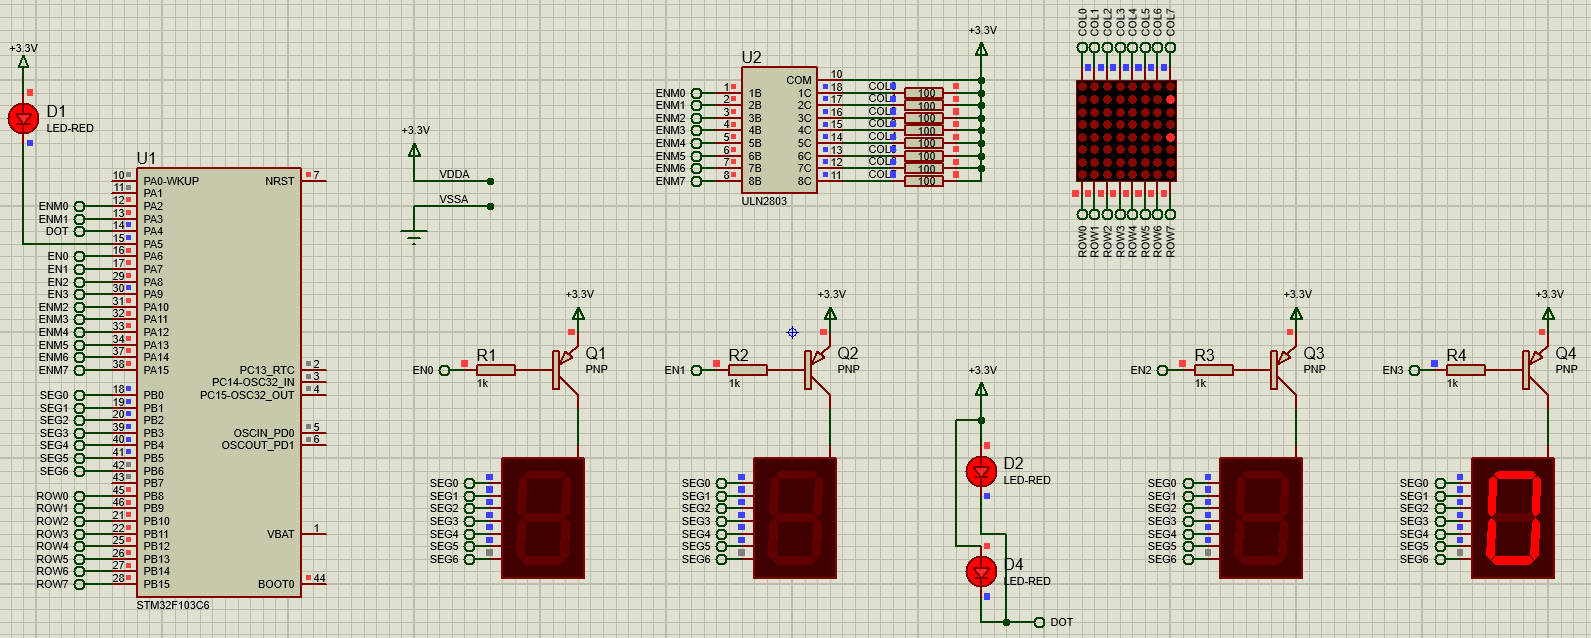 +3.3V
D1
LED-RED
U1
10 PA0-WKUP NRST 7
11 PA1
ENM0 12 PA2
ENM1 13 PA3
DOT 14 PA4
15 PA5
EN0 16 PA6
EN1 17 PA7
EN2 29 PA8
EN3 30 PA9
ENM2 31 PA10
ENM3 32 PA11
ENM4 33 PA12
ENM5 34 PA13
ENM6 37 PA14
ENM7 38 PA15
PC13_RTC 2
PC14-OSC32_IN 3
PC15-OSC32_OUT 4
SEG0 18 PB0
SEG1 19 PB1
SEG2 20 PB2
SEG3 39 PB3
SEG4 40 PB4
SEG5 41 PB5
SEG6 42 PB6
43 PB7
OSCIN_PD0 5
OSCOUT_PD1 6
ROW0 45 PB8
ROW1 46 PB9
ROW2 21 PB10
ROW3 22 PB11
ROW4 25 PB12
ROW5 26 PB13
ROW6 27 PB14
ROW7 28 PB15
VBAT 1
BOOT0 44
STM32F103C6
+3.3V
VDDA
VSSA
U2
+3.3V
COM 10
ENM0 1 1B 1C 18 100
ENM1 2 2B 2C 17 100
ENM2 3 3B 3C 16 100
ENM3 4 4B 4C 15 100
ENM4 5 5B 5C 14 100
ENM5 6 6B 6C 13 100
ENM6 7 7B 7C 12 100
ENM7 8 8B 8C 11 100
ULN2803
COL0 COL1 COL2 COL3 COL4 COL5 COL6 COL7
ROW0 ROW1 ROW2 ROW3 ROW4 ROW5 ROW6 ROW7
+3.3V
EN0 R1 Q1
1k PNP
SEG0
SEG1
SEG2
SEG3
SEG4
SEG5
SEG6
+3.3V
EN1 R2 Q2
1k PNP
SEG0
SEG1
SEG2
SEG3
SEG4
SEG5
SEG6
+3.3V
D2
LED-RED
D4
LED-RED
DOT
+3.3V
EN2 R3 Q3
1k PNP
SEG0
SEG1
SEG2
SEG3
SEG4
SEG5
SEG6
+3.3V
EN3 R4 Q4
1k PNP
SEG0
SEG1
SEG2
SEG3
SEG4
SEG5
SEG6
0